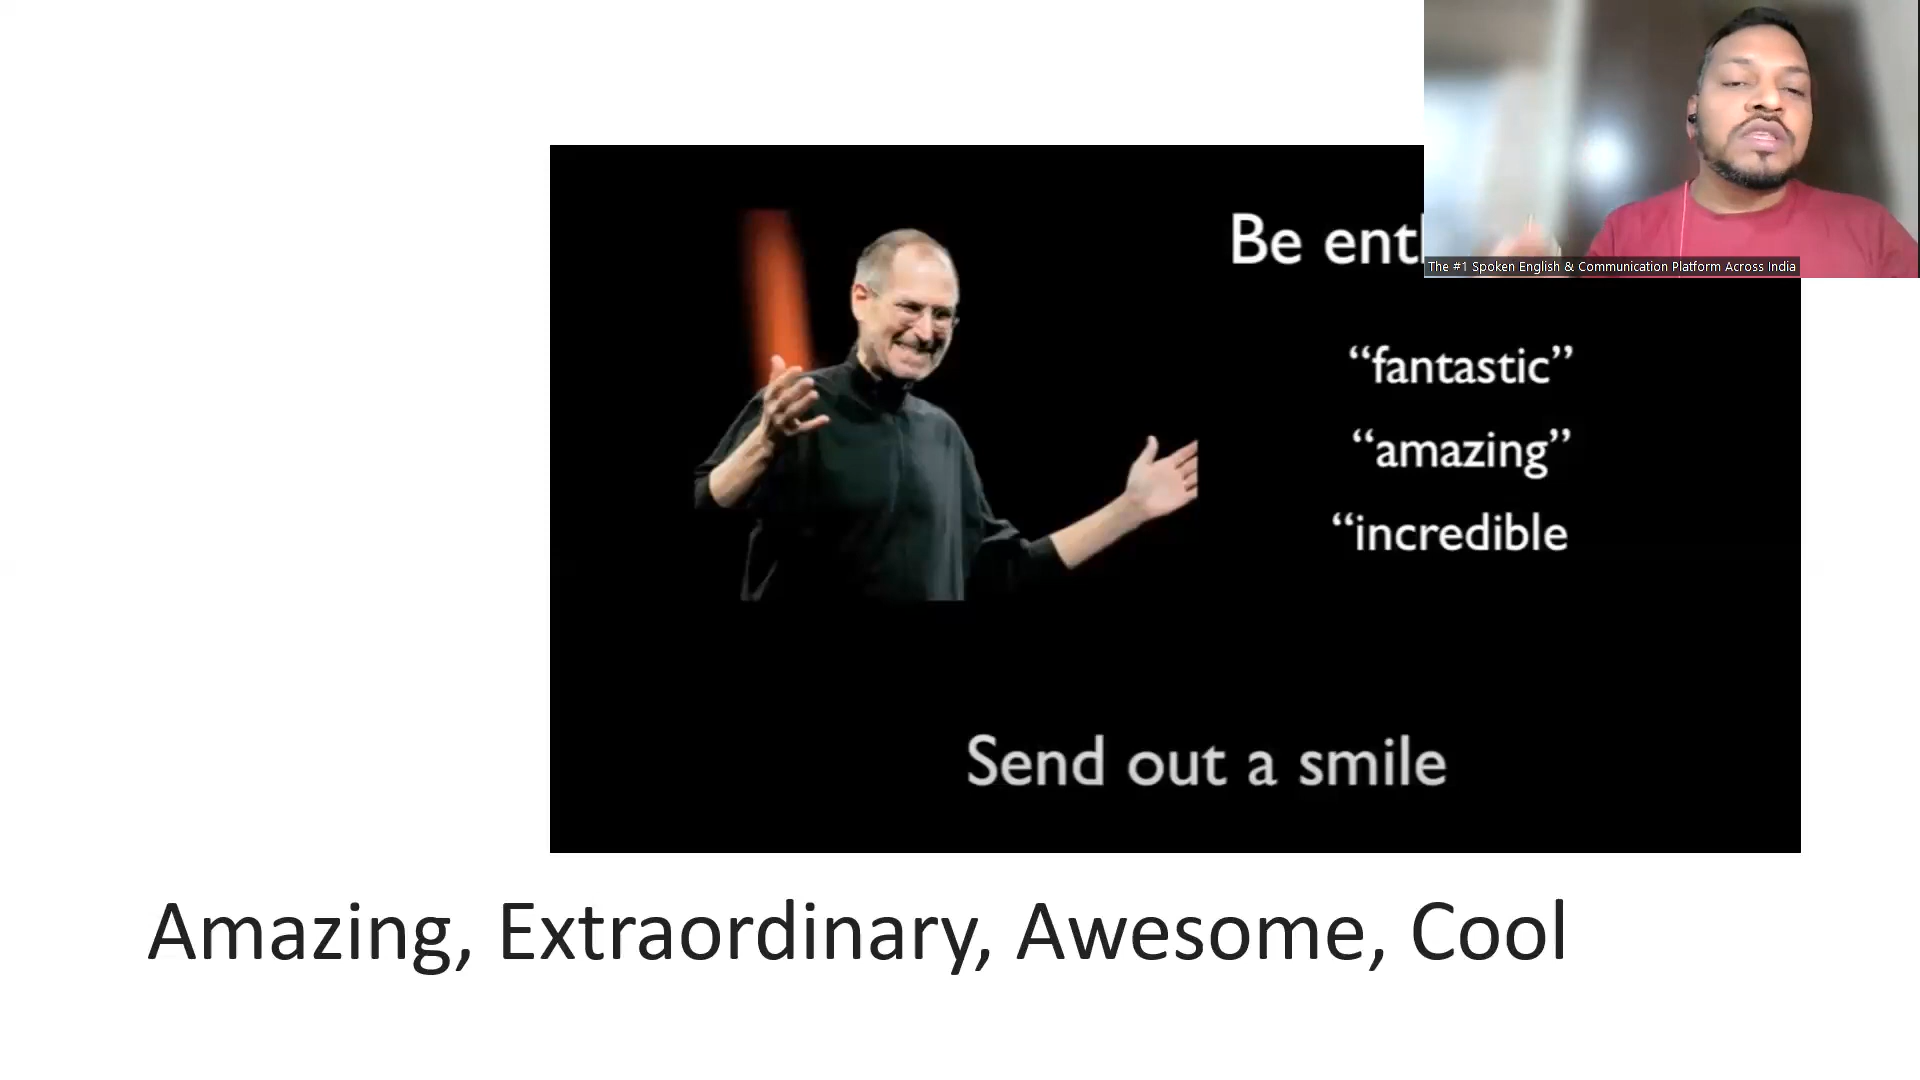 Be ent
The #1 Spoken English & Communication Platform Across India
“fantastic”
“amazing”
“incredible
Send out a smile
Amazing, Extraordinary, Awesome, Cool